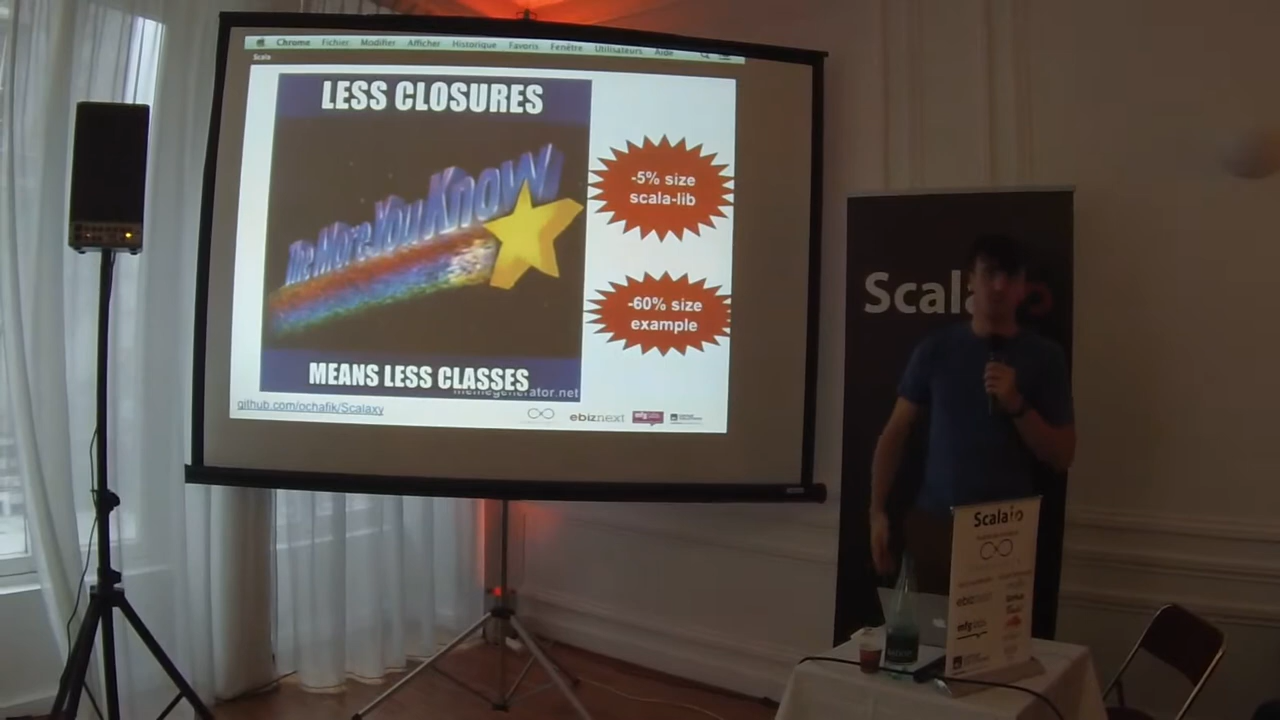 Chrome Fichier Modifier Afficher Historique Favoris Fenêtre Utilisateurs Aide
Scala
LESS CLOSURES
The More You Know
-5% size
scala-lib
-60% size
example
MEANS LESS CLASSES
memegenerator.net
github.com/ochafik/Scalaxy
ebiznext
Scala
Scala io
ebiznext